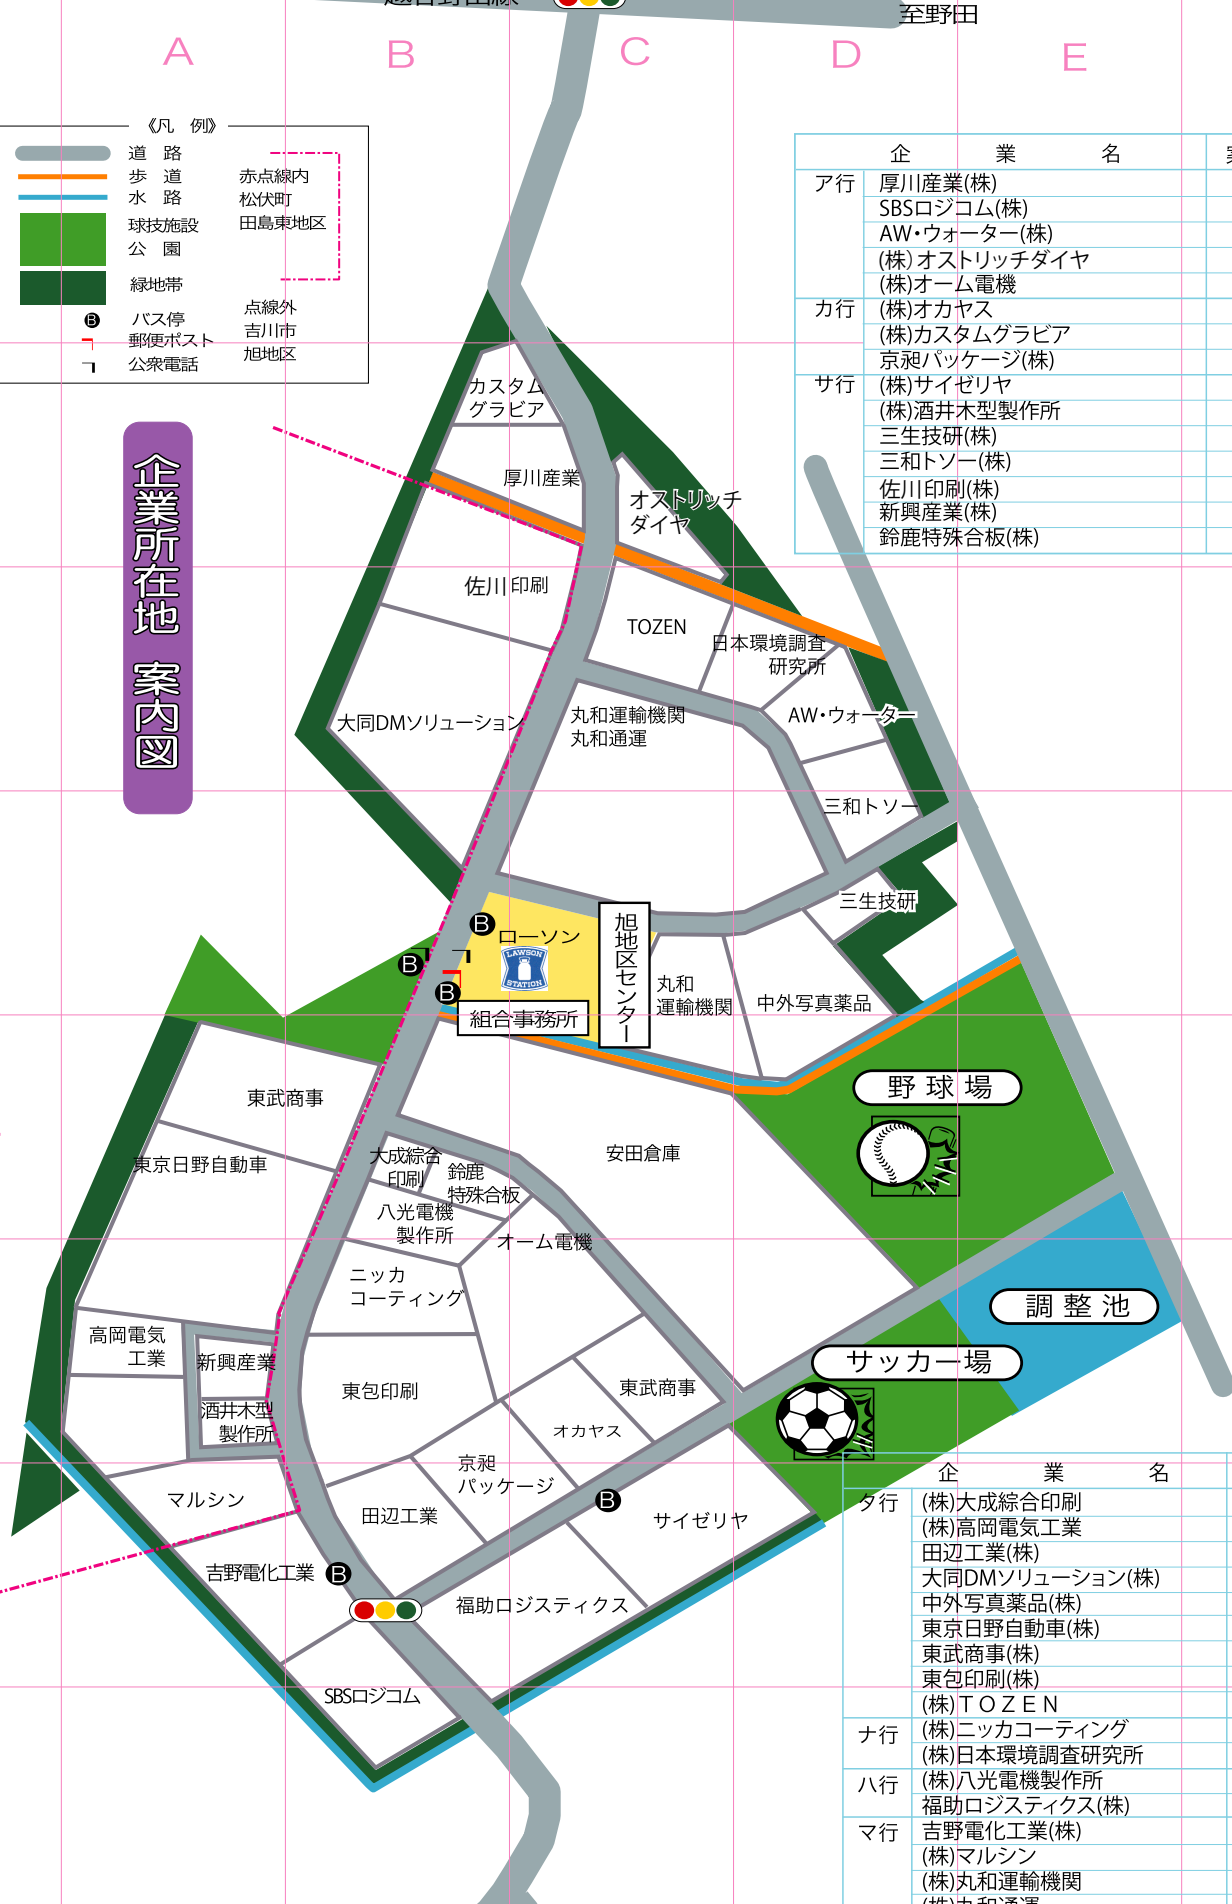 越谷野田線
至野田
A
B
C
D
E
《凡　例》
道　路
歩　道
水　路
球技施設
公　園
緑地帯
B
バス停
郵便ポスト
公衆電話
赤点線内
松伏町
田島東地区
点線外
吉川市
旭地区
企業所在地 案内図
企　業　名
ア行
厚川産業(株)
SBSロジコム(株)
AW・ウォーター(株)
(株)オストリッチダイヤ
(株)オーム電機
カ行
(株)オカヤス
(株)カスタムグラビア
京昶パッケージ(株)
サ行
(株)サイゼリヤ
(株)酒井木型製作所
三生技研(株)
三和トソー(株)
佐川印刷(株)
新興産業(株)
鈴鹿特殊合板(株)
カスタム
グラビア
厚川産業
オストリッチ
ダイヤ
佐川印刷
TOZEN
日本環境調査
研究所
大同DMソリューション
丸和運輸機関
丸和通運
AW・ウォーター
三和トソー
三生技研
B
ローソン
LAWSON
STATION
B
B
旭地区センター
組合事務所
丸和
運輸機関
中外写真薬品
野球場
東武商事
東京日野自動車
大成綜合
印刷
鈴鹿
特殊合板
安田倉庫
八光電機
製作所
オーム電機
ニッカ
コーティング
調整池
高岡電気
工業
新興産業
サッカー場
東包印刷
東武商事
酒井木型
製作所
オカヤス
京昶
パッケージ
マルシン
田辺工業
B
サイゼリヤ
吉野電化工業
B
福助ロジスティクス
SBSロジコム
企　業　名
タ行
(株)大成綜合印刷
(株)高岡電気工業
田辺工業(株)
大同DMソリューション(株)
中外写真薬品(株)
東京日野自動車(株)
東武商事(株)
東包印刷(株)
(株)ＴＯＺＥＮ
ナ行
(株)ニッカコーティング
(株)日本環境調査研究所
ハ行
(株)八光電機製作所
福助ロジスティクス(株)
マ行
吉野電化工業(株)
(株)マルシン
(株)丸和運輸機関
(株)丸和通運